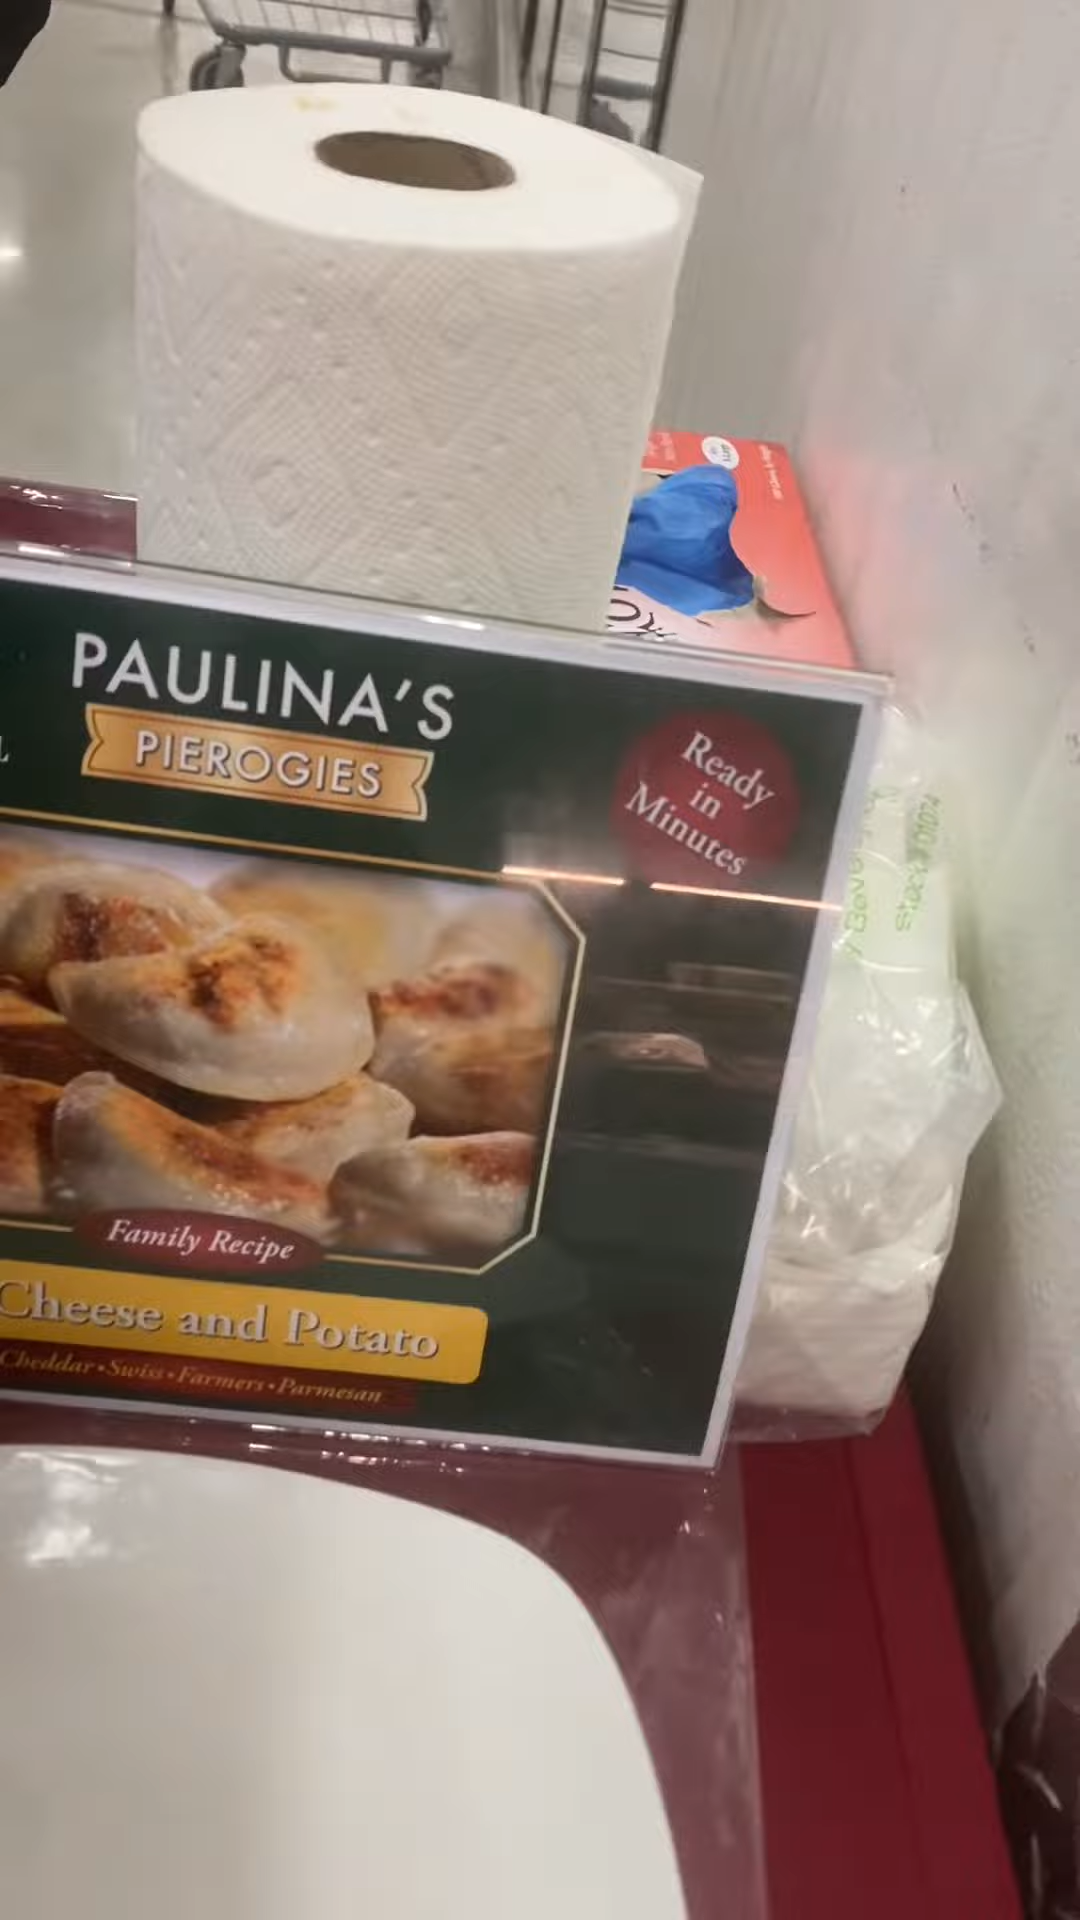 PAULINA'S
PIEROGIES
Ready
in
Minutes
Family Recipe
Cheese and Potato
Cheddar•Swiss•Farmers•Parmesan